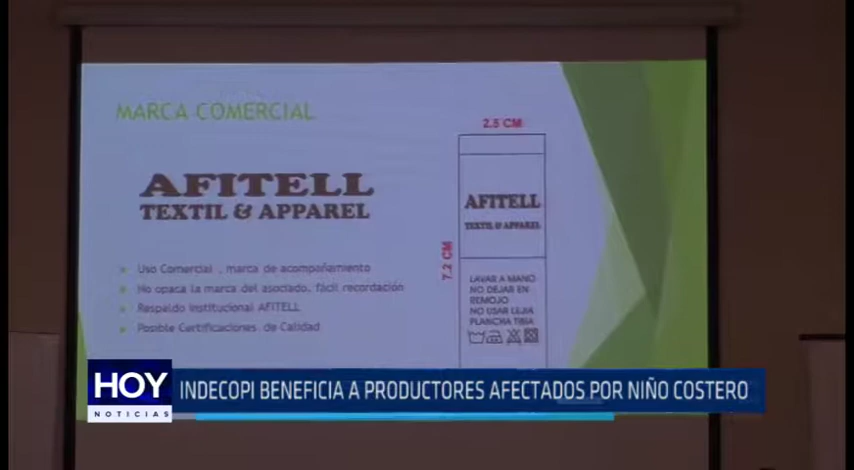 MARCA COMERCIAL
AFITELL
TEXTIL & APPAREL
Uso Comercial , marca de acompañamiento
No opaca la marca del asociado, fácil recordación
Respaldo Institucional AFITELL
Posible Certificaciones de Calidad
2.5 CM
7.2 CM
AFITELL
TEXTIL & APPAREL
LAVAR A MANO
NO DEJAR EN
REMOJO
NO USAR LEJIA
PLANCHA TIBIA
HOY
NOTICIAS
INDECOPI BENEFICIA A PRODUCTORES AFECTADOS POR NIÑO COSTERO